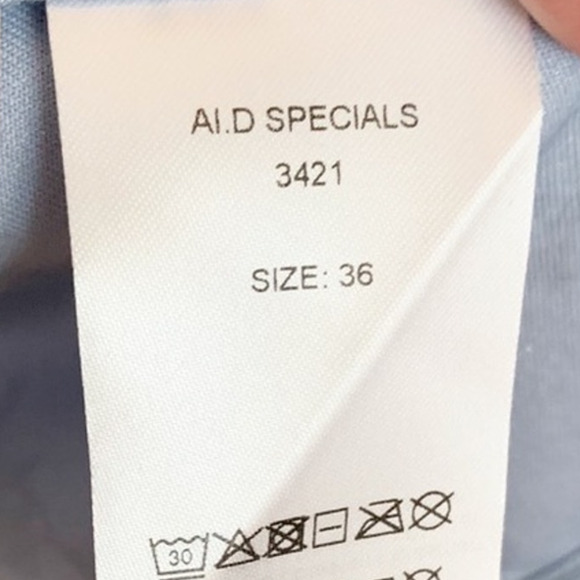 AI.D SPECIALS
3421
SIZE: 36
30